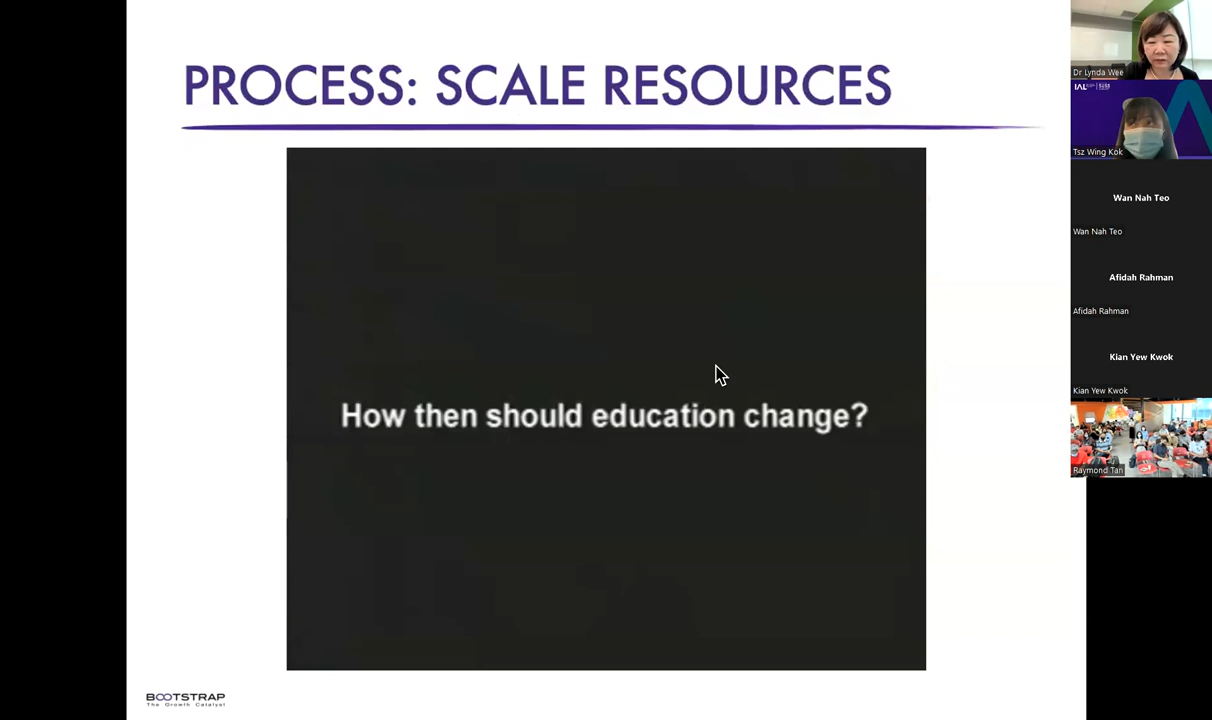 PROCESS: SCALE RESOURCES
How then should education change?
BOOTSTRAP
The Growth Catalyst
Dr Lynda Wee
IAL
Tsz Wing Kok
Wan Nah Teo
Wan Nah Teo
Afidah Rahman
Afidah Rahman
Kian Yew Kwok
Kian Yew Kwok
Raymond Tan